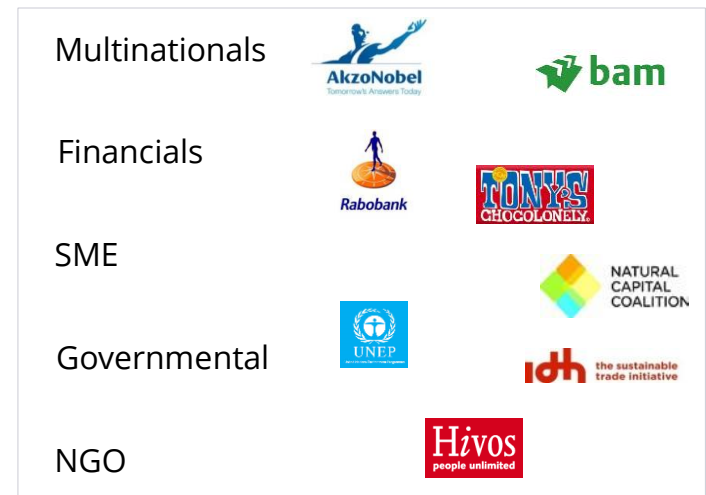 Multinationals
AkzoNobel
Tomorrow's Answers Today
bam
Financials
Rabobank
TONY'S
CHOCOLONELY.
SME
NATURAL
CAPITAL
COALITION
Governmental
UNEP
idh the sustainable
trade initiative
NGO
Hivos
people unlimited